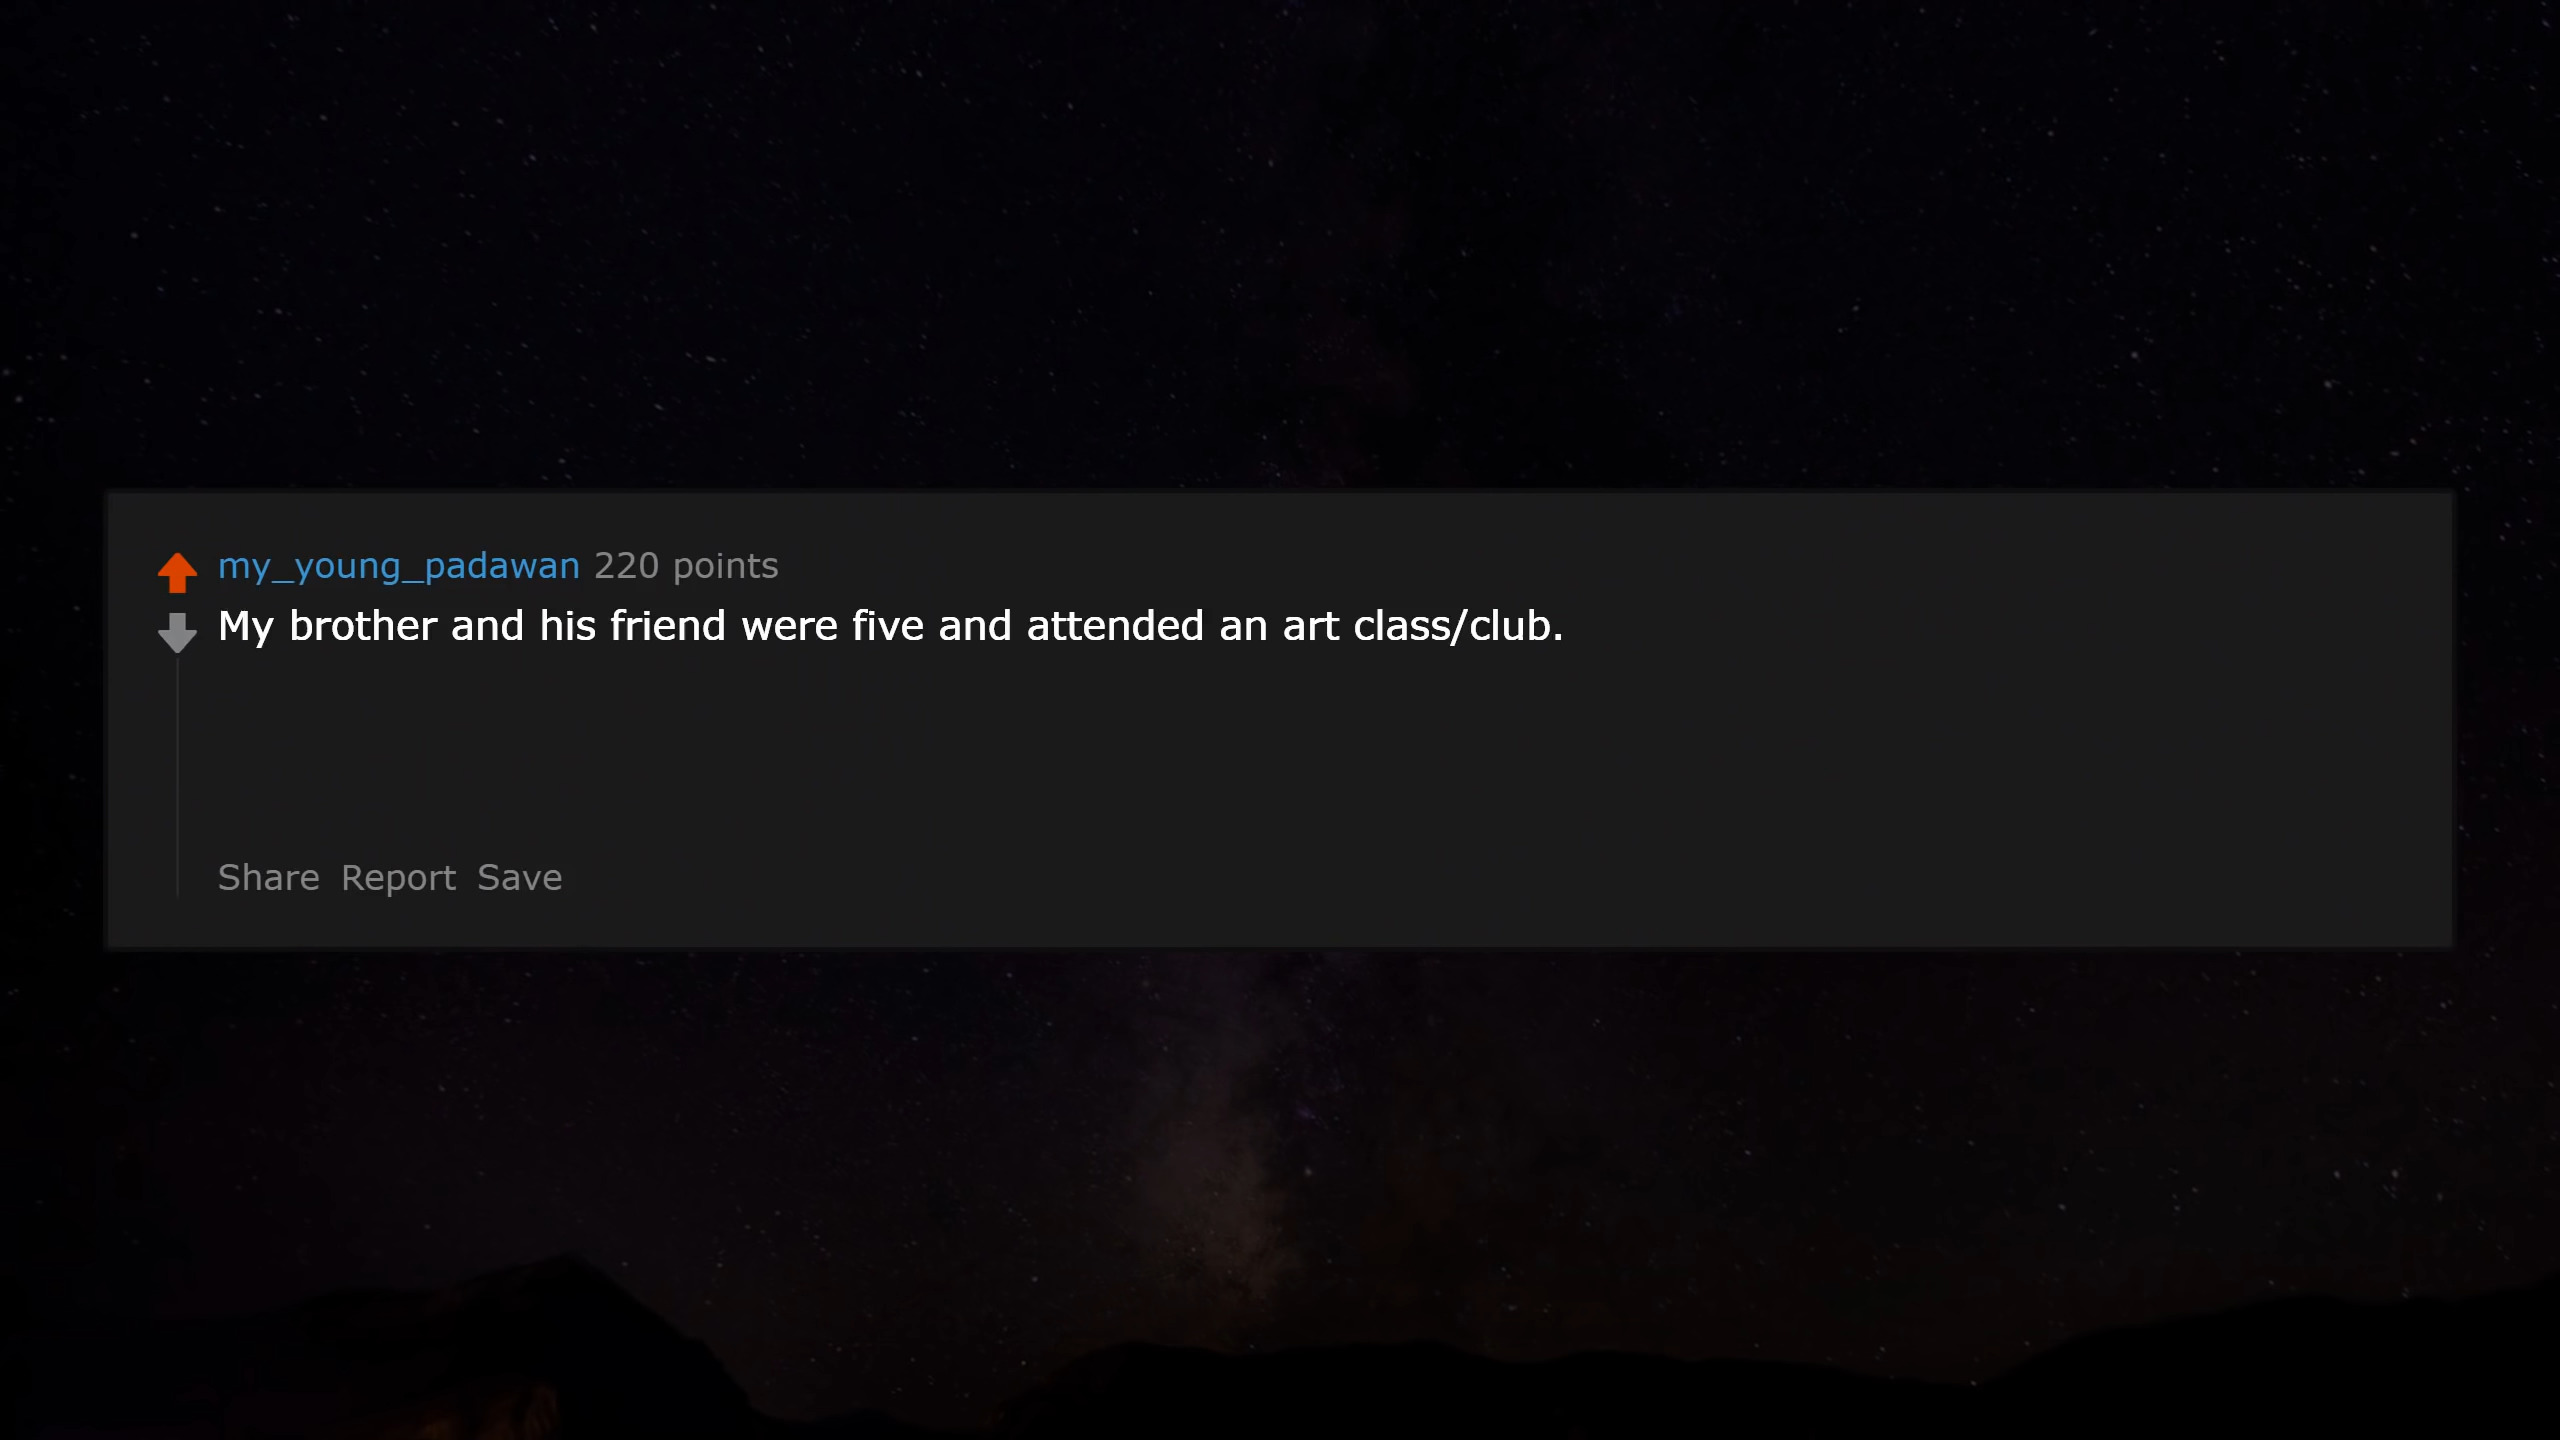 my_young_padawan 220 points
My brother and his friend were five and attended an art class/club.
Share Report Save